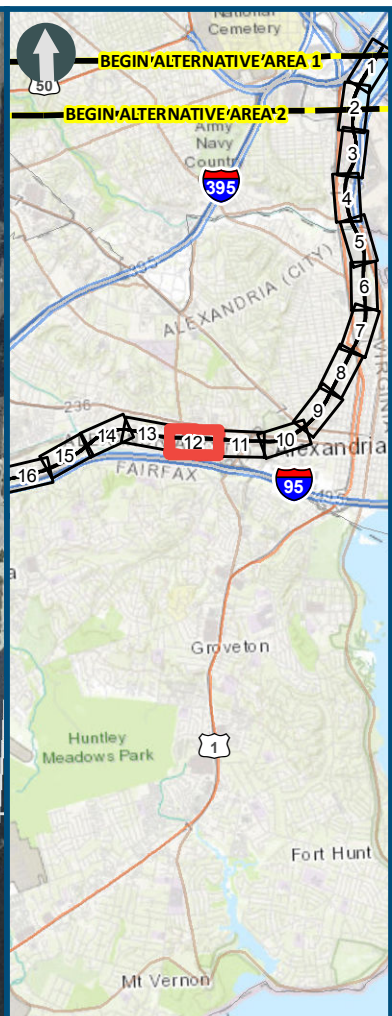 National
Cemetery
1
BEGIN ALTERNATIVE AREA 1
50
2
BEGIN ALTERNATIVE AREA 2
Army
Navy
Country
3
395
4
395
5
ALEXANDRIA (CITY)
6
VIRGINIA
7
8
236
9
13
12
11
10
14
Alexandria
15
FAIRFAX
16
95
495
Groveton
1
Huntley
Meadows Park
Fort Hunt
Mt Vernon